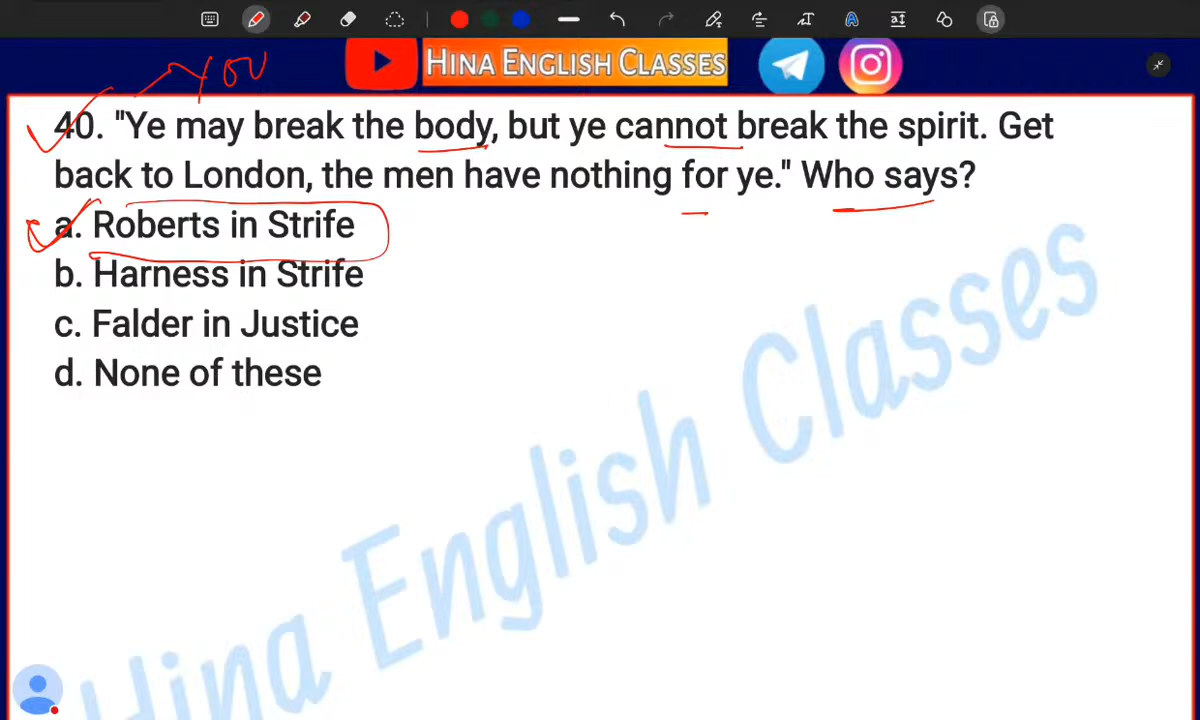 HINA ENGLISH CLASSES
YOU
40. "Ye may break the body, but ye cannot break the spirit. Get
back to London, the men have nothing for ye." Who says?
a. Roberts in Strife
b. Harness in Strife
c. Falder in Justice
d. None of these
Hina English Classes